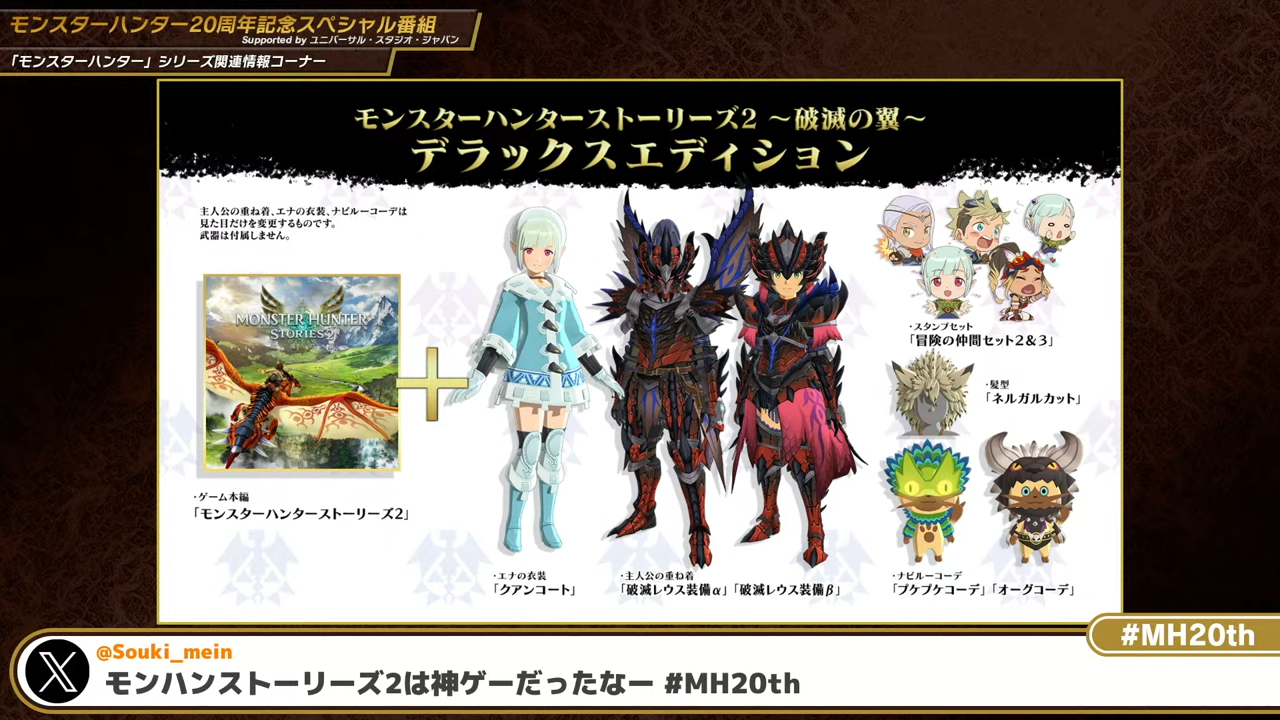 モンスターハンター20周年記念スペシャル番組
Supported by ユニバーサル・スタジオ・ジャパン
「モンスターハンター」シリーズ関連情報コーナー
モンスターハンターストーリーズ2 ～破滅の翼～
デラックスエディション
主人公の重ね着、エナの衣装、ナビルーコーデは
見た目だけを変更するものです。
武器は付属しません。
MONSTER HUNTER
STORIES 2
・ゲーム本編
「モンスターハンターストーリーズ2」
・エナの衣装
「クアンコート」
・主人公の重ね着
「破滅レウス装備α」「破滅レウス装備β」
・スタンプセット
「冒険の仲間セット2＆3」
・髪型
「ネルガルカット」
・ナビルーコーデ
「プケプケコーデ」「オーグコーデ」
#MH20th
@Souki_mein
モンハンストーリーズ2は神ゲーだったなー #MH20th